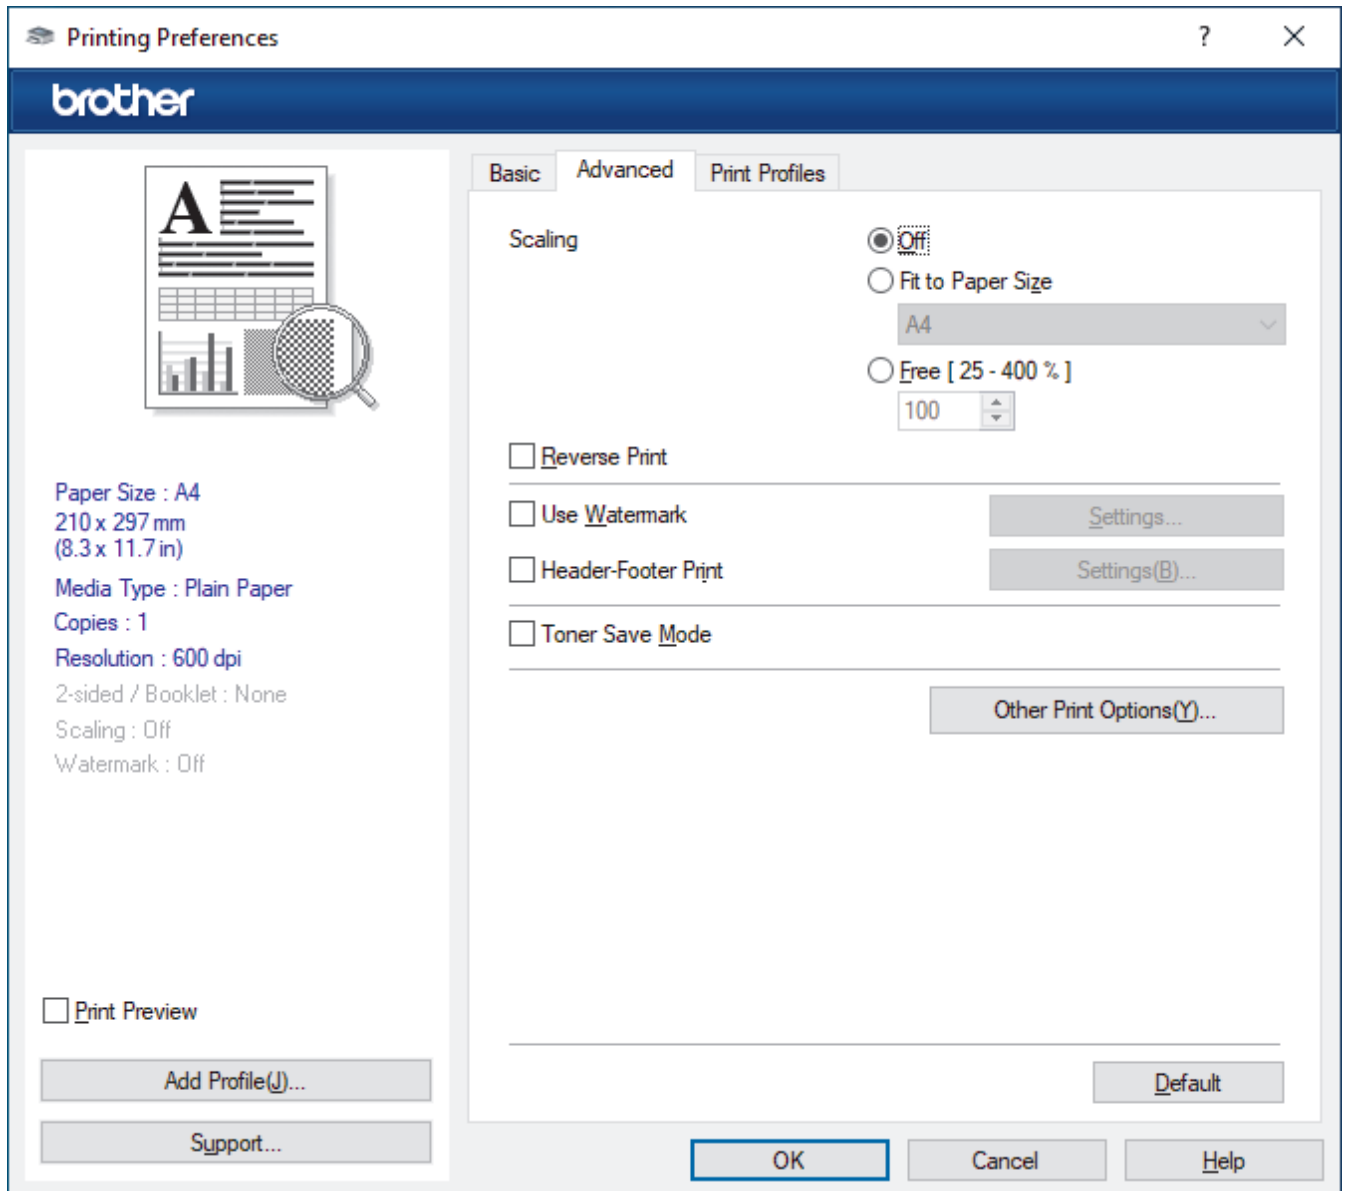 Printing Preferences
?
brother
A
Paper Size : A4
210 x 297 mm
(8.3 x 11.7 in)
Media Type : Plain Paper
Copies : 1
Resolution : 600 dpi
2-sided / Booklet : None
Scaling : Off
Watermark : Off
Print Preview
Add Profile(J)...
Support...
Basic
Advanced
Print Profiles
Scaling
Off
Fit to Paper Size
A4
Free [ 25 - 400 % ]
100
Reverse Print
Use Watermark
Settings...
Header-Footer Print
Settings(B)...
Toner Save Mode
Other Print Options(Y)...
Default
OK
Cancel
Help